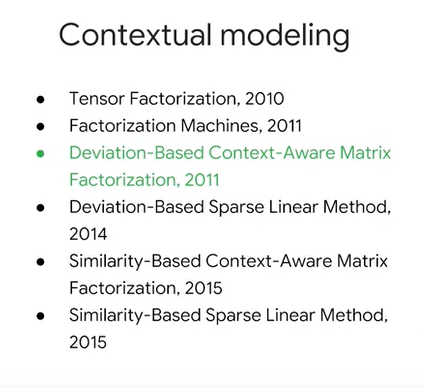 Contextual modeling
● Tensor Factorization, 2010
● Factorization Machines, 2011
● Deviation-Based Context-Aware Matrix
Factorization, 2011
● Deviation-Based Sparse Linear Method,
2014
● Similarity-Based Context-Aware Matrix
Factorization, 2015
● Similarity-Based Sparse Linear Method,
2015